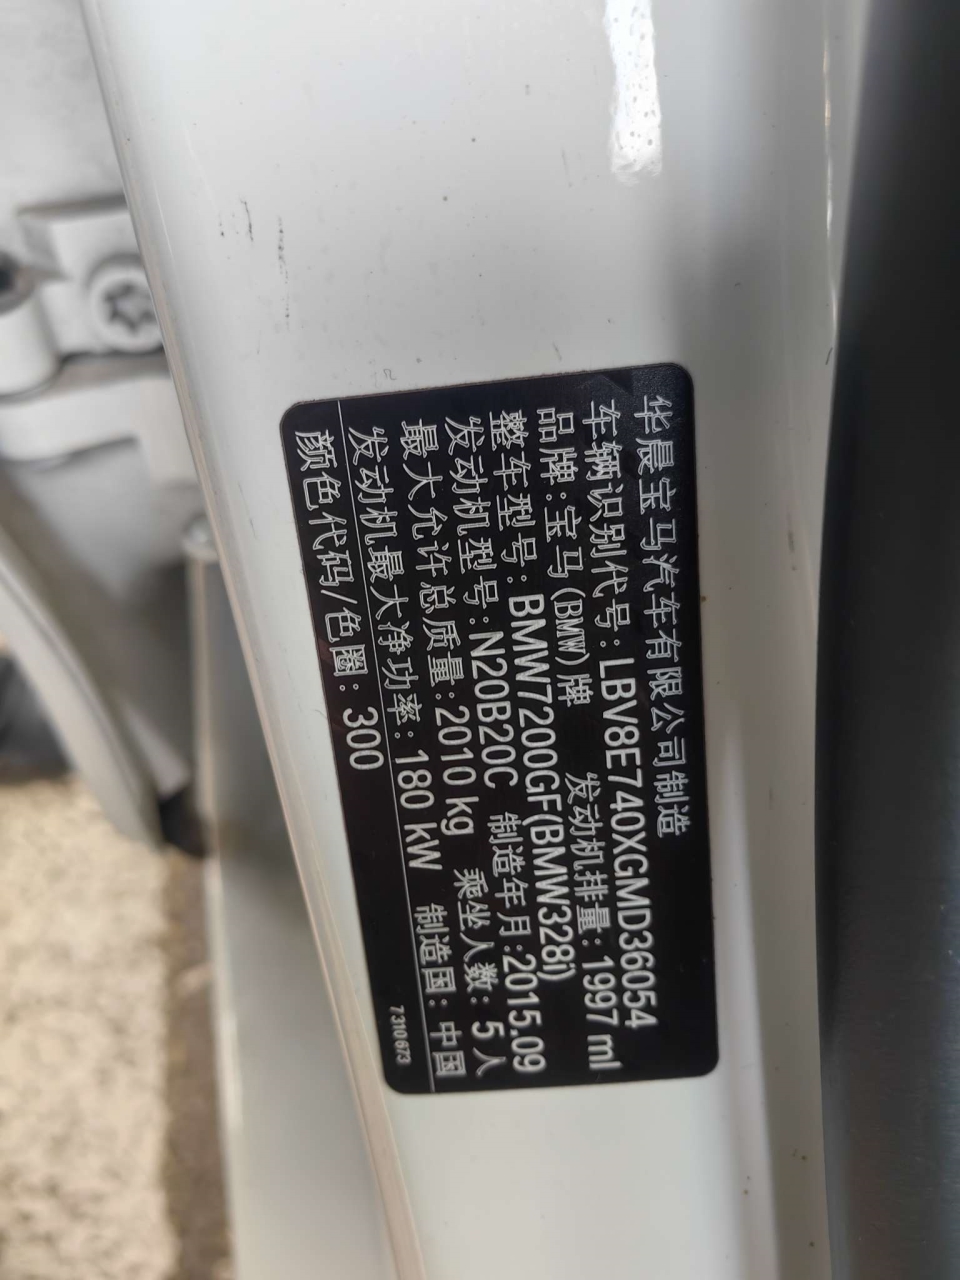 华晨宝马汽车有限公司制造
车辆识别代号: LBV8E740XGMD36054
品牌: 宝马(BMW)牌 发动机排量: 1997 ml
整车型号: BMW7200GF(BMW328i)
发动机型号: N20B20C 制造年月: 2015.09
最大允许总质量: 2010 kg 乘坐人数: 5 人
发动机最大净功率: 180 kW 制造国: 中国
颜色代码/色圈: 300
7310673